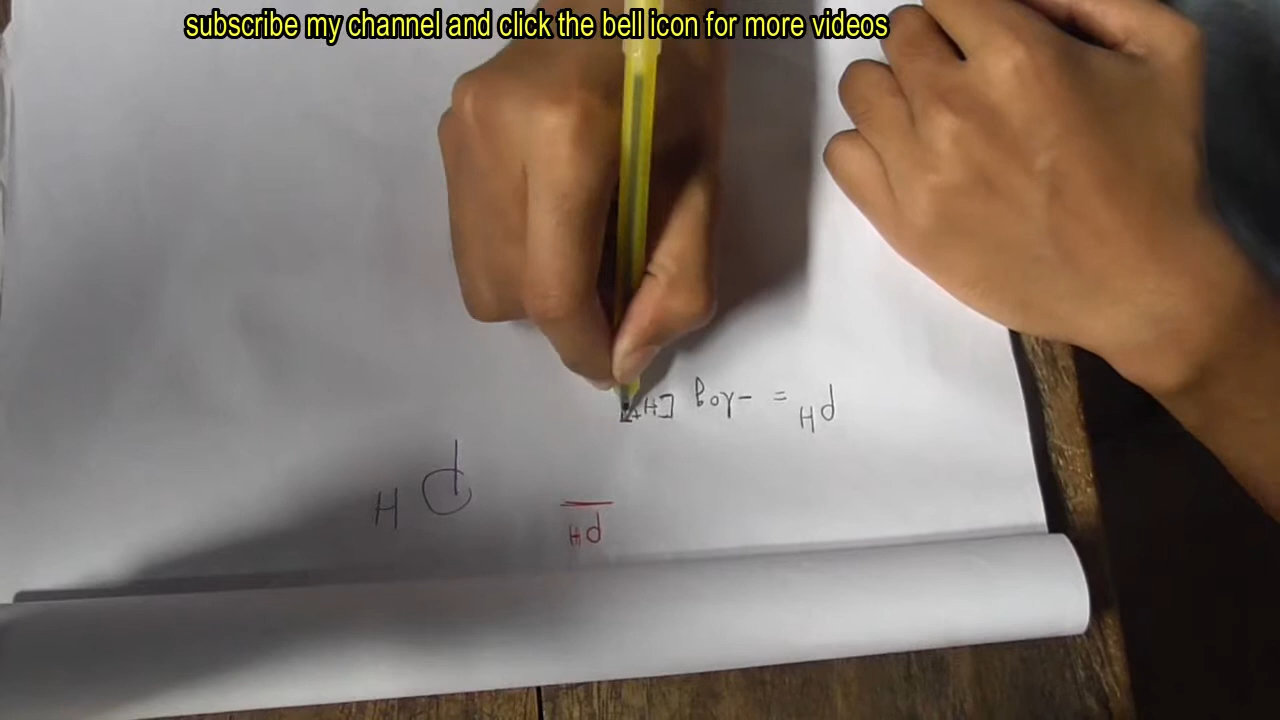 subscribe my channel and click the bell icon for more videos
pH
pH = -log [H+]
pH